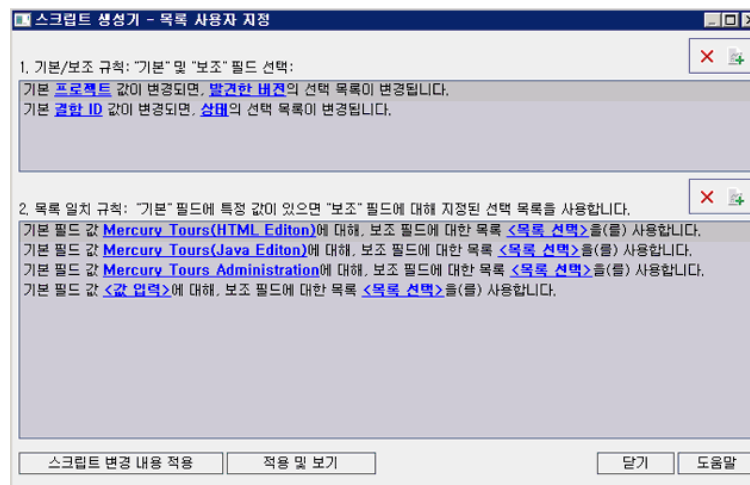 스크립트 생성기 - 목록 사용자 지정
1. 기본/보조 규칙: "기본" 및 "보조" 필드 선택:
기본 프로젝트 값이 변경되면, 발견한 버전의 선택 목록이 변경됩니다.
기본 결함 ID 값이 변경되면, 상태의 선택 목록이 변경됩니다.
2. 목록 일치 규칙: "기본" 필드에 특정 값이 있으면 "보조" 필드에 대해 지정된 선택 목록을 사용합니다.
기본 필드 값 Mercury Tours(HTML Editon)에 대해, 보조 필드에 대한 목록 <목록 선택>을(를) 사용합니다.
기본 필드 값 Mercury Tours(Java Editon)에 대해, 보조 필드에 대한 목록 <목록 선택>을(를) 사용합니다.
기본 필드 값 Mercury Tours Administration에 대해, 보조 필드에 대한 목록 <목록 선택>을(를) 사용합니다.
기본 필드 값 <값 입력>에 대해, 보조 필드에 대한 목록 <목록 선택>을(를) 사용합니다.
스크립트 변경 내용 적용 적용 및 보기 닫기 도움말